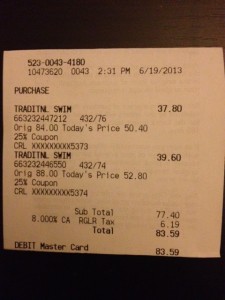 523-0043-4180
10473620 0043 2:31 PM 6/19/2013
PURCHASE
TRADITNL SWIM 37.80
663232447212 432/76
Orig 84.00 Today's Price 50.40
25% Coupon
CRL XXXXXXXXX5373
TRADITNL SWIM 39.60
663232446550 432/74
Orig 88.00 Today's Price 52.80
25% Coupon
CRL XXXXXXXXX5374
Sub Total 77.40
8.000% CA RGLR Tax 6.19
Total 83.59
DEBIT Master Card 83.59